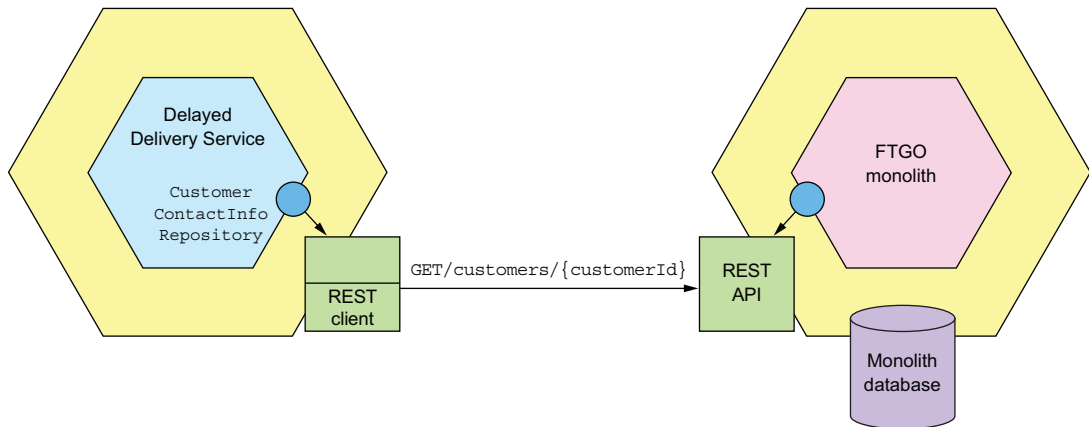 Delayed
Delivery Service
Customer
ContactInfo
Repository
REST
client
GET/customers/{customerId}
REST
API
FTGO
monolith
Monolith
database